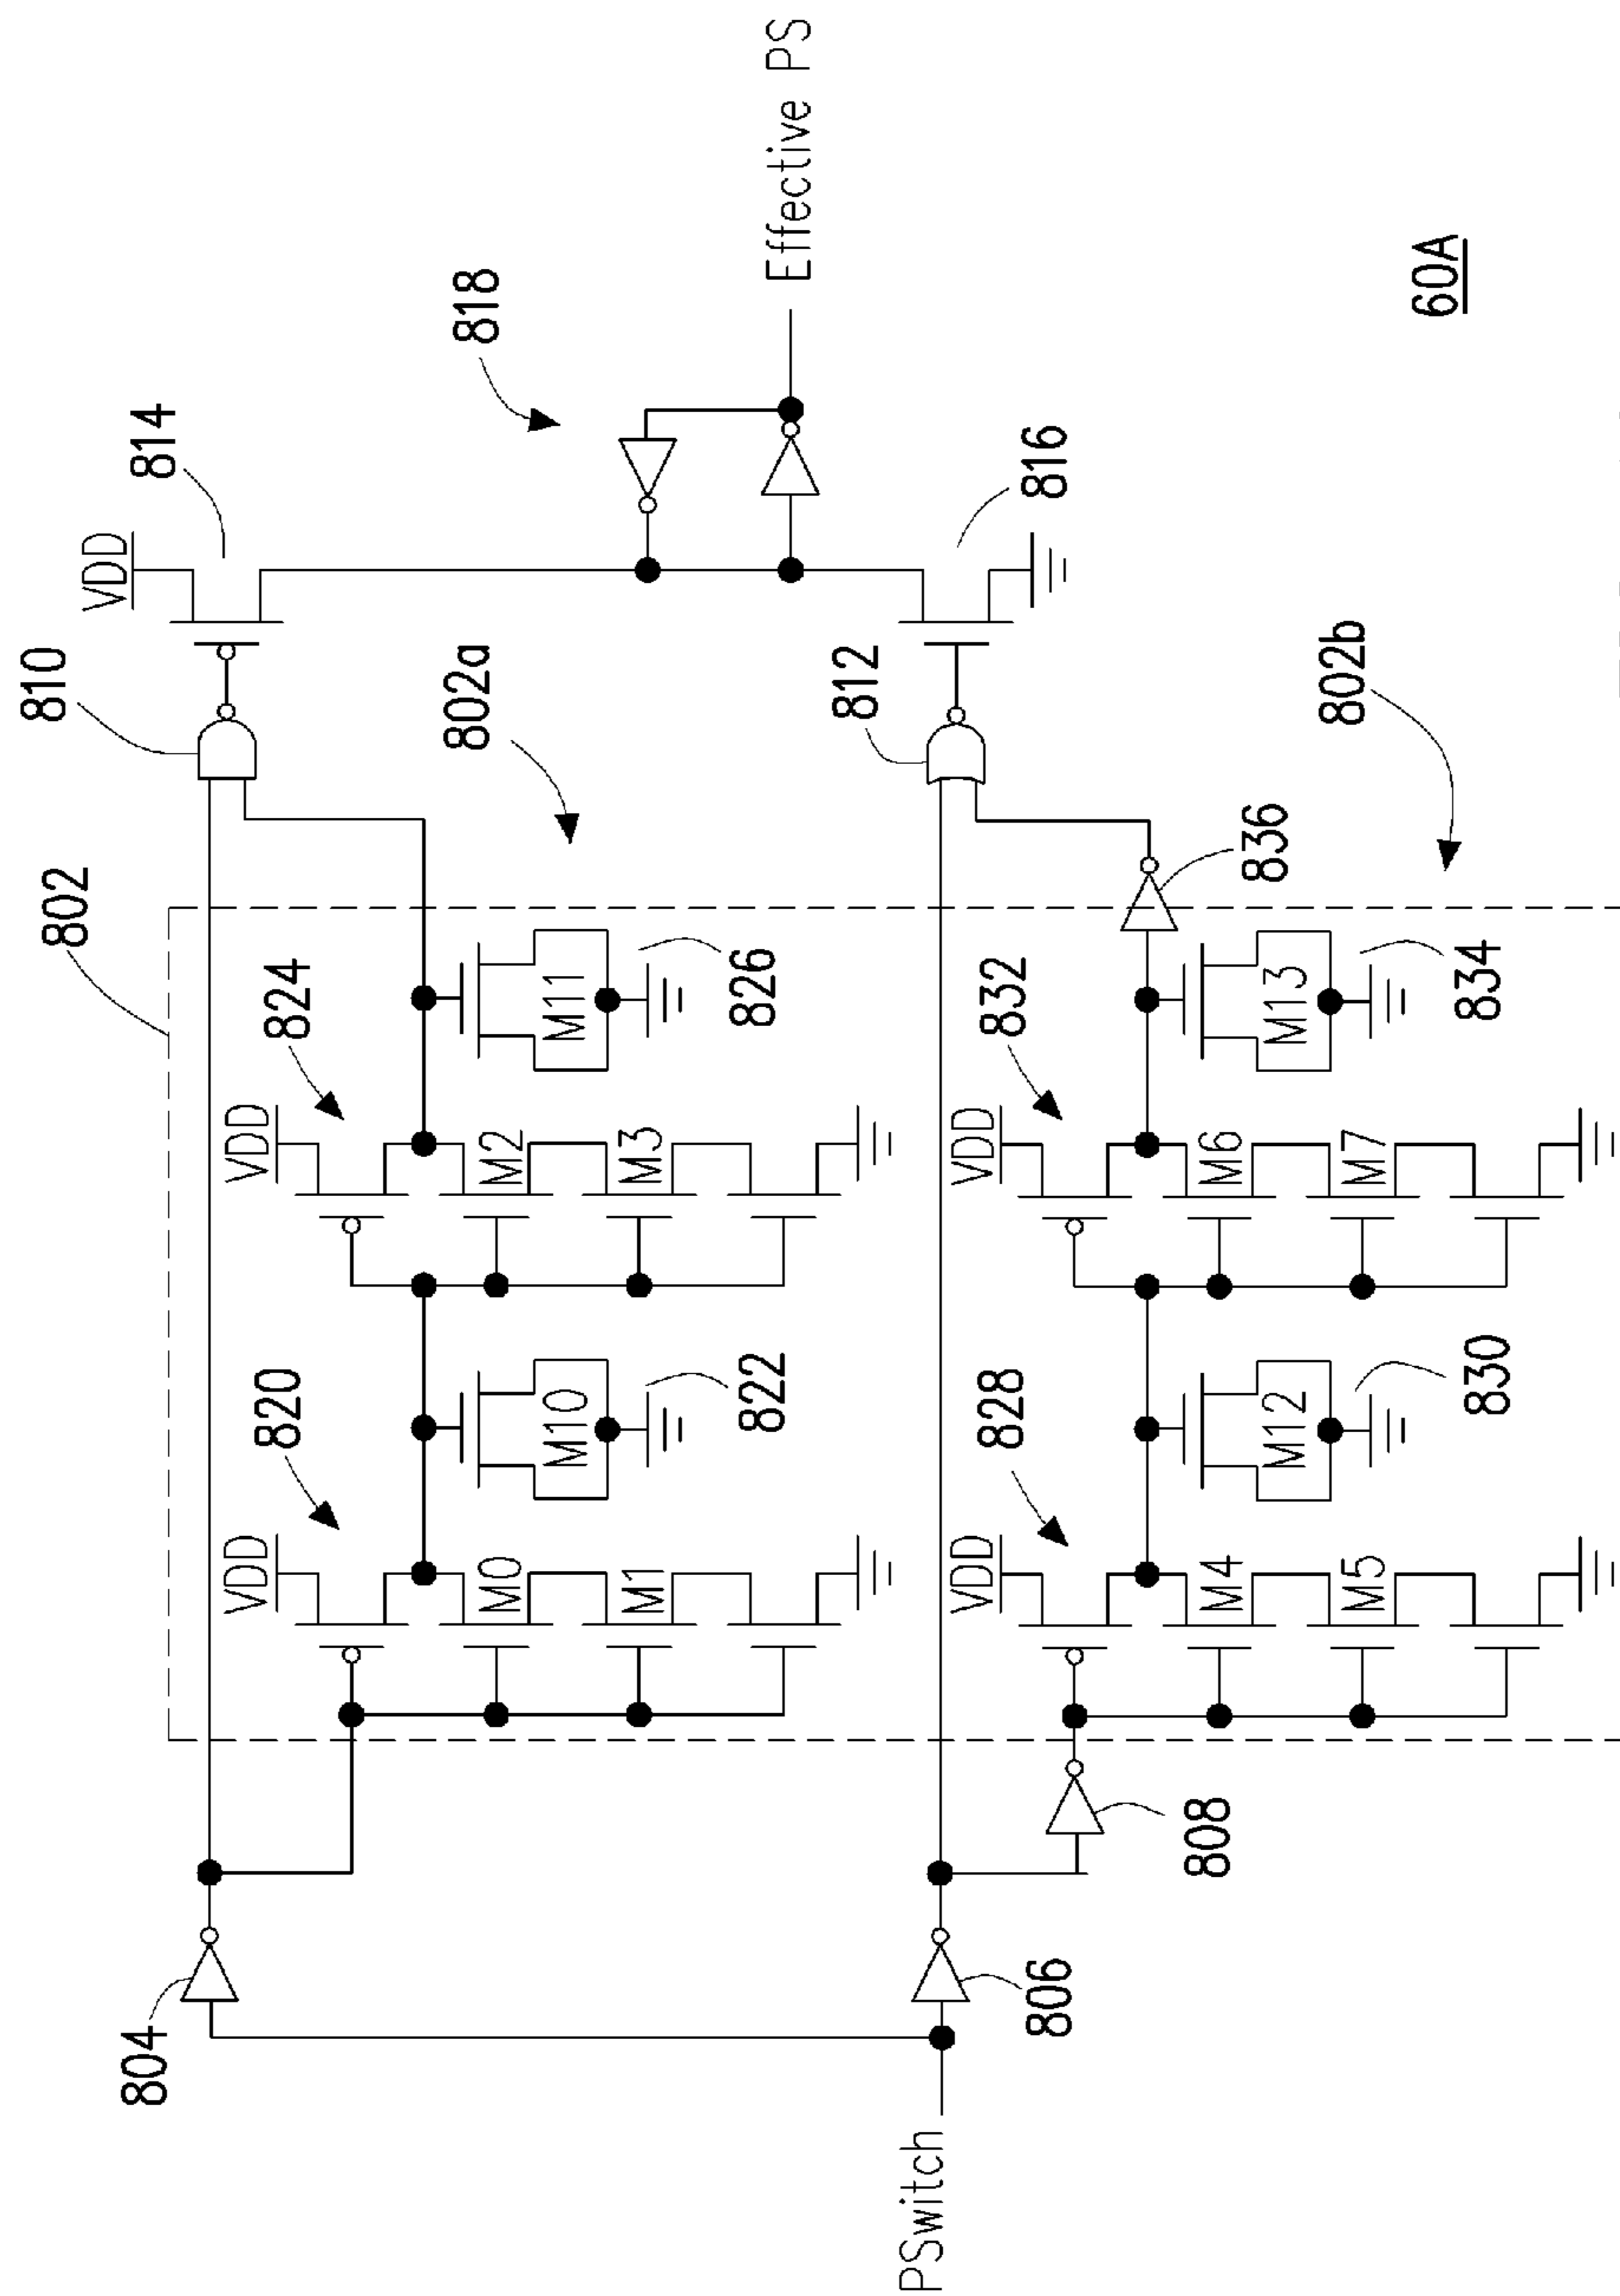 810
814
VDD
818
Effective PS
802
824
802a
820
VDD
VDD
804
M0
M1
M10
822
M2
M3
M11
826
812
816
60A
828
832
836
802b
VDD
VDD
PSwitch
806
808
M4
M5
M12
830
M6
M7
M13
834